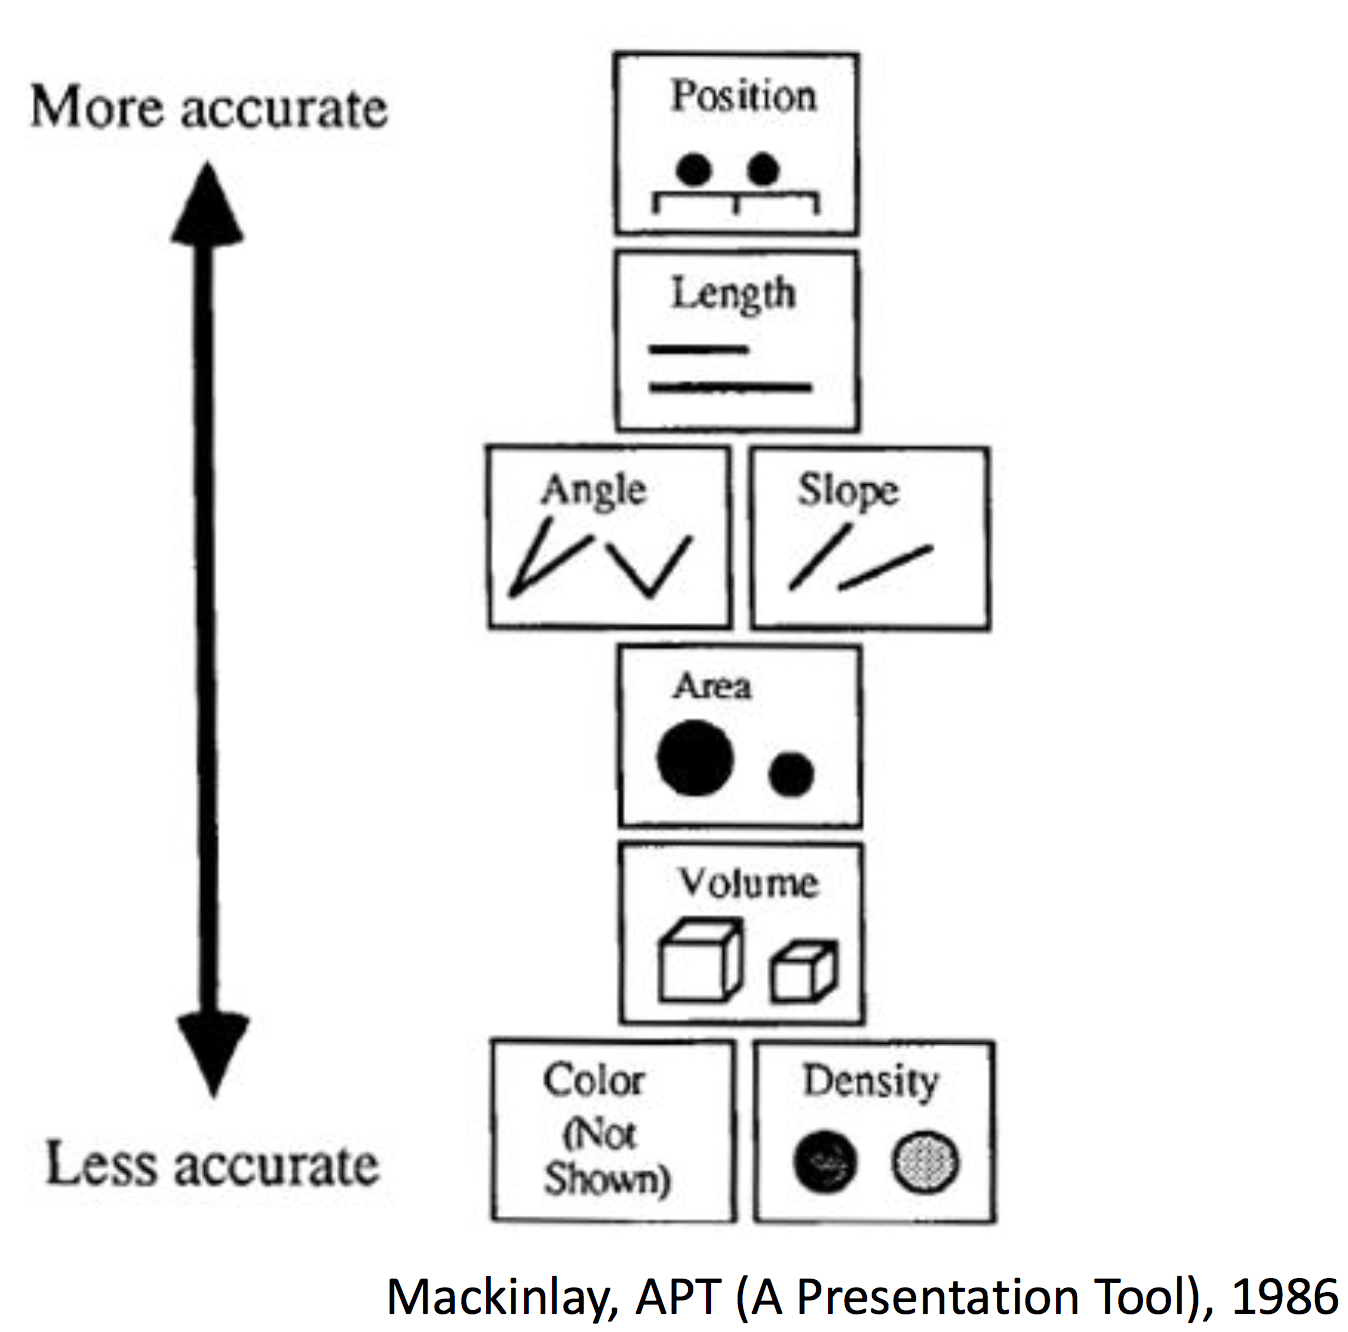 More accurate
Position
Length
Angle
Slope
Area
Volume
Color
(Not
Shown)
Density
Less accurate
Mackinlay, APT (A Presentation Tool), 1986